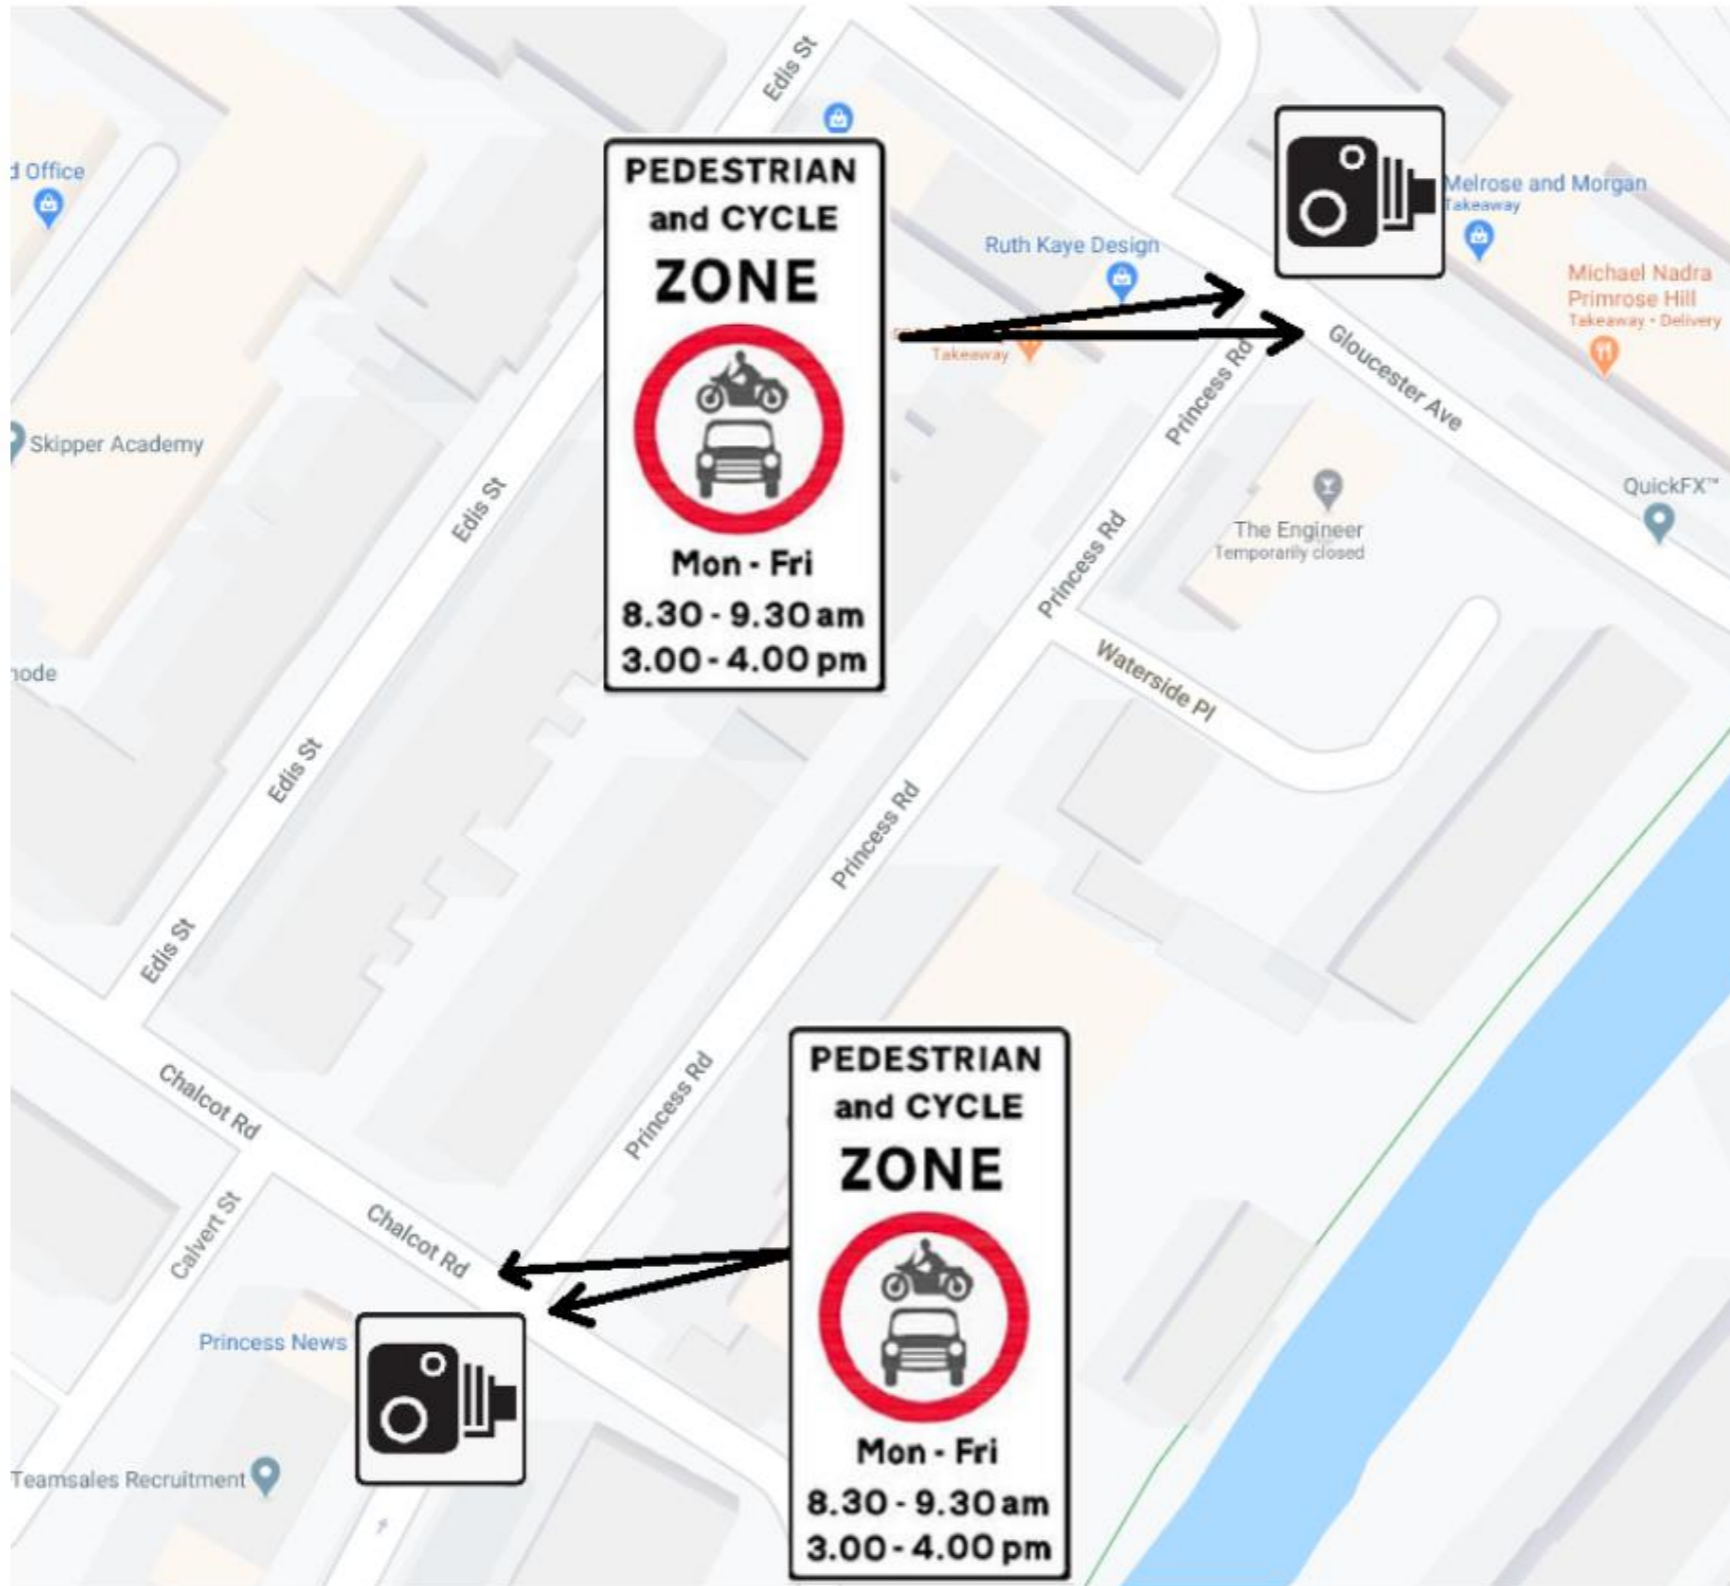 Edis St
d Office
PEDESTRIAN
and CYCLE
ZONE
Mon - Fri
8.30 - 9.30 am
3.00 - 4.00 pm
Melrose and Morgan
Takeaway
Ruth Kaye Design
Michael Nadra
Primrose Hill
Takeaway • Delivery
Takeaway
Gloucester Ave
Princess Rd
Skipper Academy
Edis St
QuickFX™
The Engineer
Temporarily closed
Princess Rd
Waterside Pl
node
Edis St
Princess Rd
Edis St
Chalcot Rd
Princess Rd
PEDESTRIAN
and CYCLE
ZONE
Mon - Fri
8.30 - 9.30 am
3.00 - 4.00 pm
Calvert St
Chalcot Rd
Princess News
Teamsales Recruitment